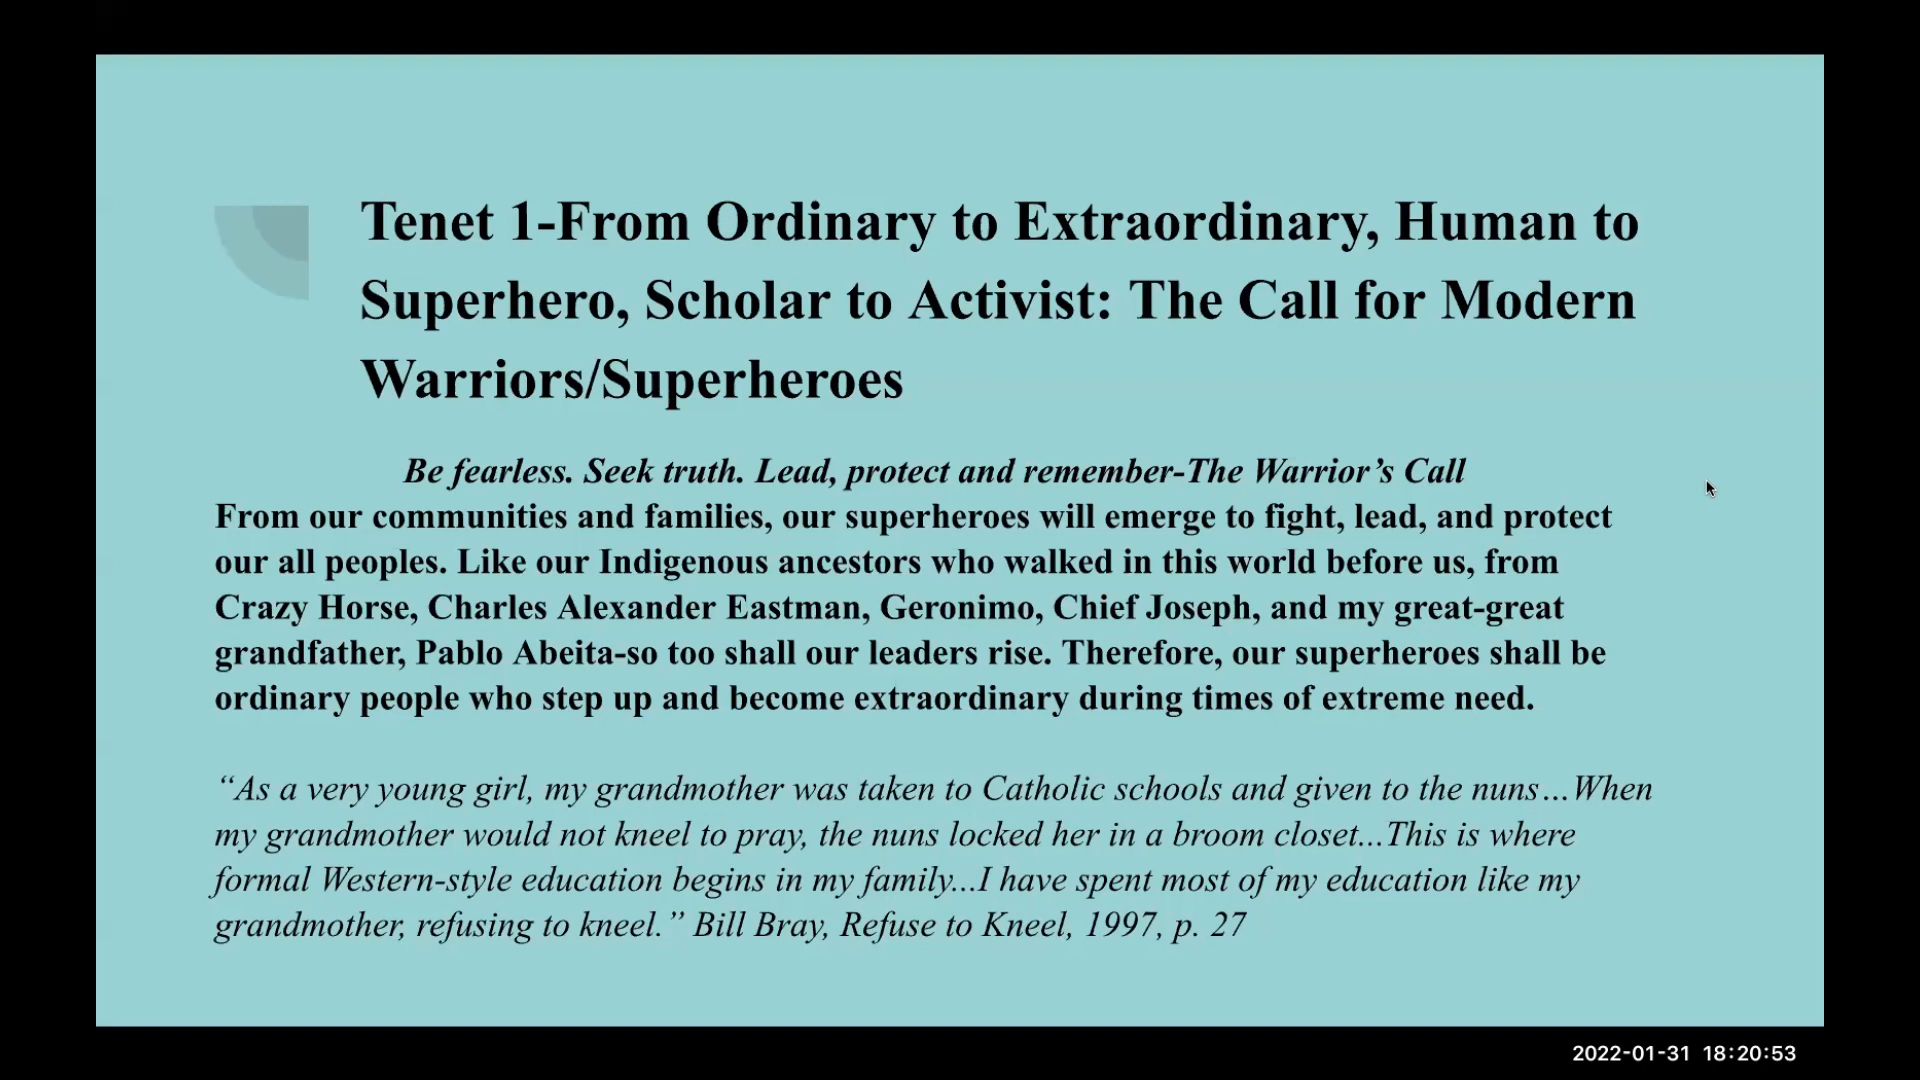 Tenet 1-From Ordinary to Extraordinary, Human to
Superhero, Scholar to Activist: The Call for Modern
Warriors/Superheroes
Be fearless. Seek truth. Lead, protect and remember-The Warrior’s Call
From our communities and families, our superheroes will emerge to fight, lead, and protect
our all peoples. Like our Indigenous ancestors who walked in this world before us, from
Crazy Horse, Charles Alexander Eastman, Geronimo, Chief Joseph, and my great-great
grandfather, Pablo Abeita-so too shall our leaders rise. Therefore, our superheroes shall be
ordinary people who step up and become extraordinary during times of extreme need.
“As a very young girl, my grandmother was taken to Catholic schools and given to the nuns…When
my grandmother would not kneel to pray, the nuns locked her in a broom closet...This is where
formal Western-style education begins in my family...I have spent most of my education like my
grandmother, refusing to kneel.” Bill Bray, Refuse to Kneel, 1997, p. 27
2022-01-31 18:20:53